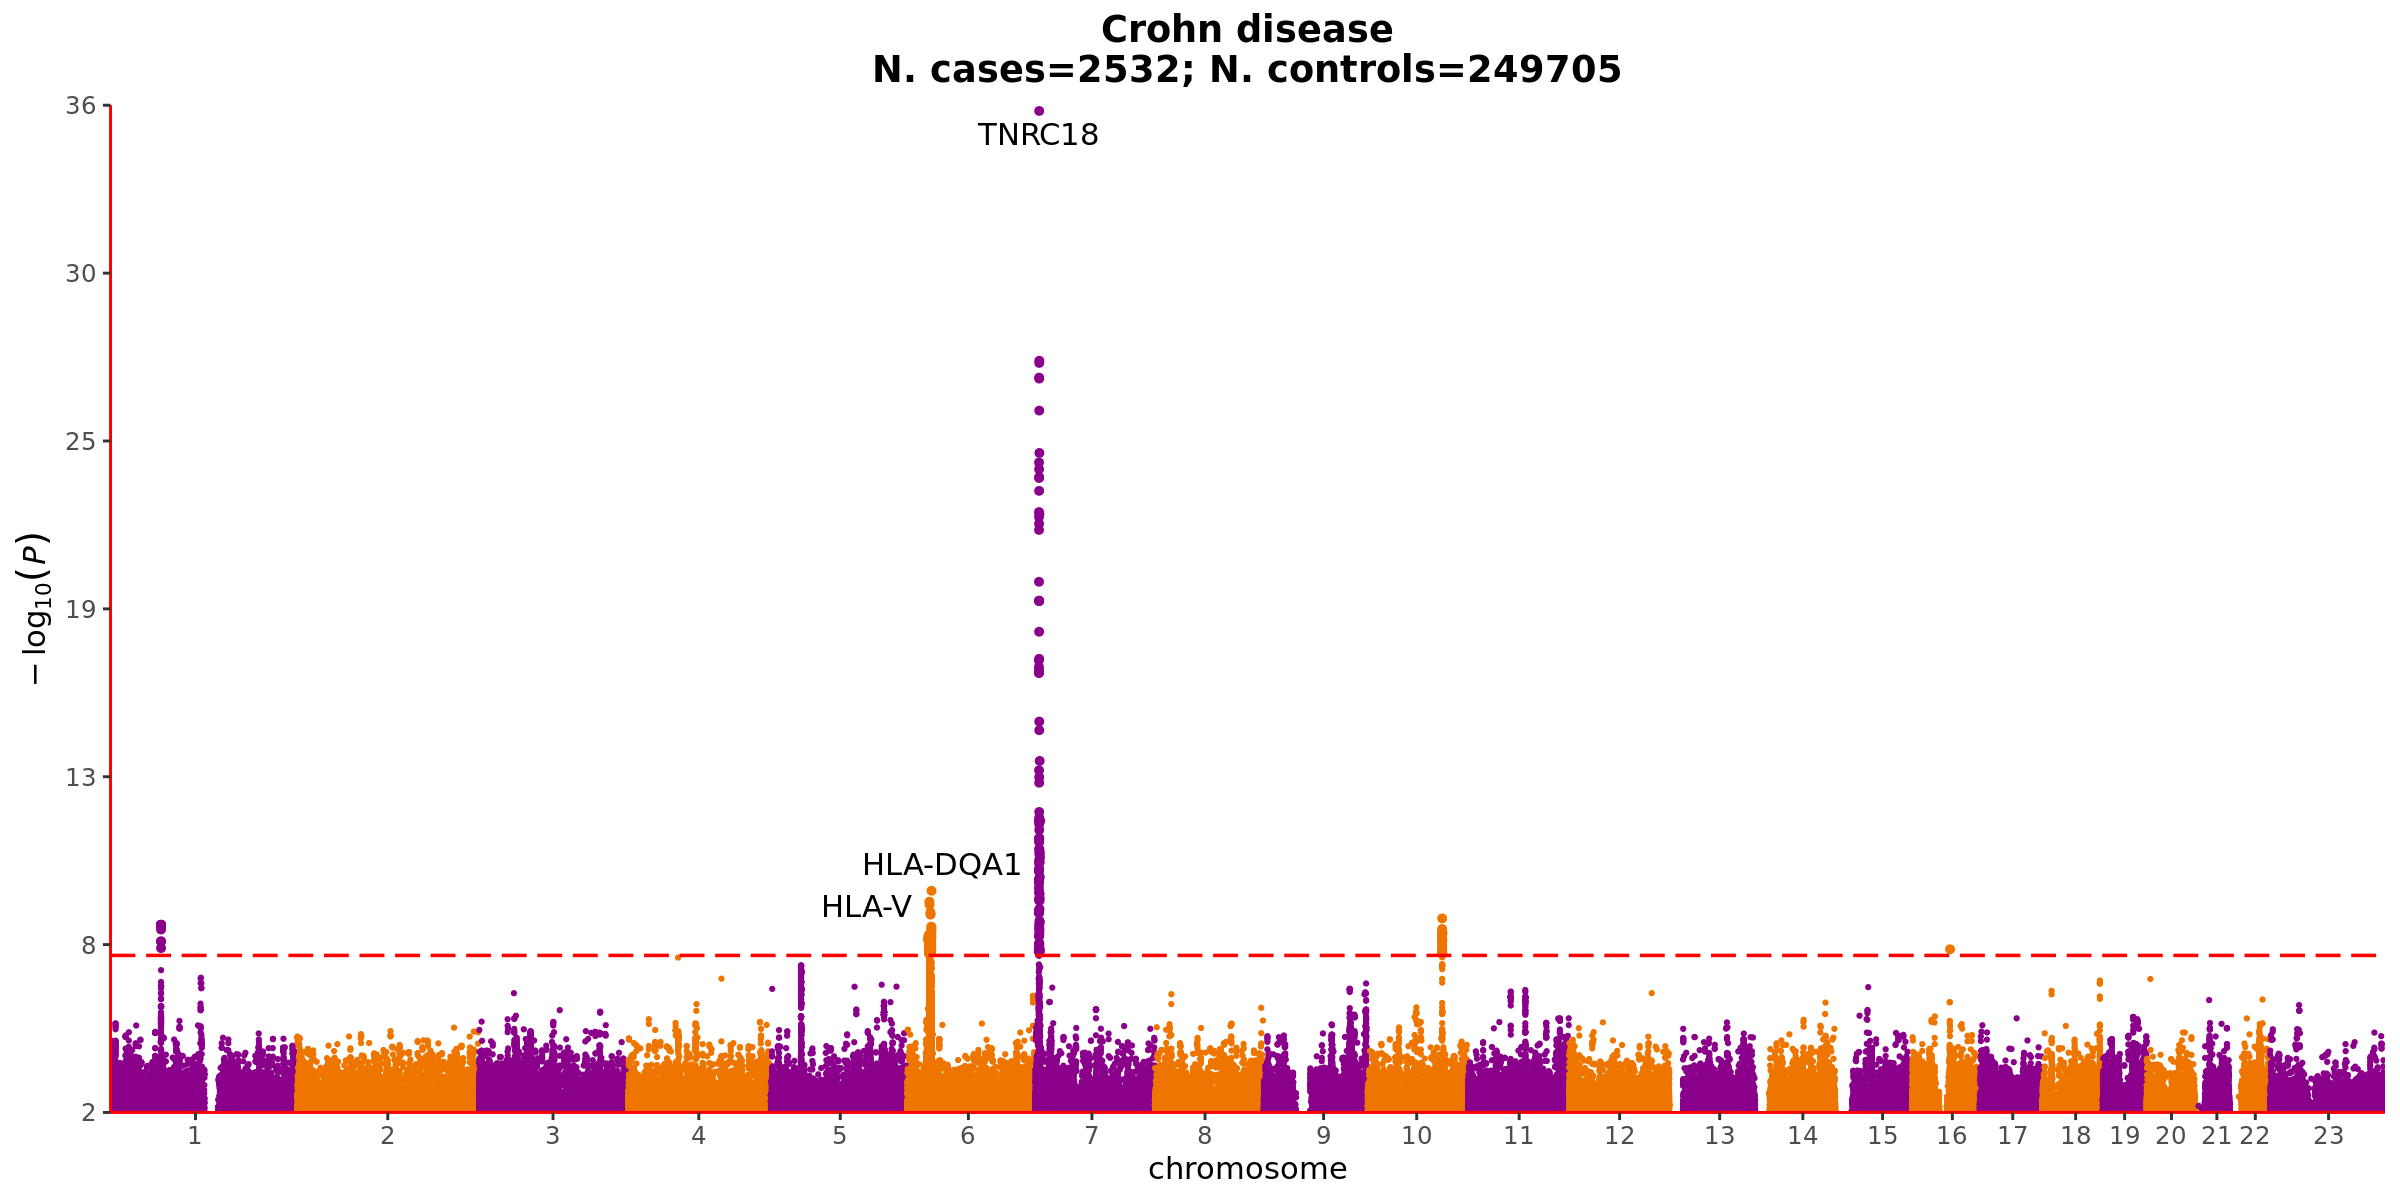 Crohn disease
N. cases=2532; N. controls=249705
36
TNRC18
30
25
− log10(P)
19
13
HLA-DQA1
HLA-V
8
2
1 2 3 4 5 6 7 8 9 10 11 12 13 14 15 16 17 18 19 20 21 22 23
chromosome